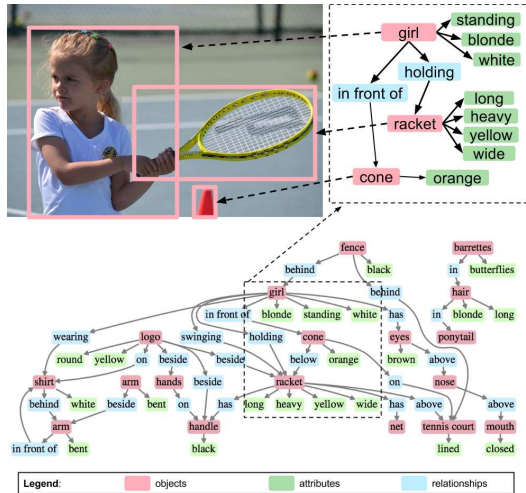 girl
standing
blonde
white
holding
in front of
long
heavy
racket
yellow
wide
cone
orange
fence
barrettes
behind
black
in
butterflies
girl
behind
hair
in front of
blonde
standing
white
has
in
blonde
long
wearing
logo
swinging
holding
cone
eyes
ponytail
round
yellow
on
beside
beside
below
orange
brown
above
shirt
arm
hands
beside
racket
on
nose
behind
white
beside
bent
on
has
long
heavy
yellow
wide
has
above
above
arm
handle
net
tennis court
mouth
in front of
bent
black
lined
closed
Legend:
objects
attributes
relationships